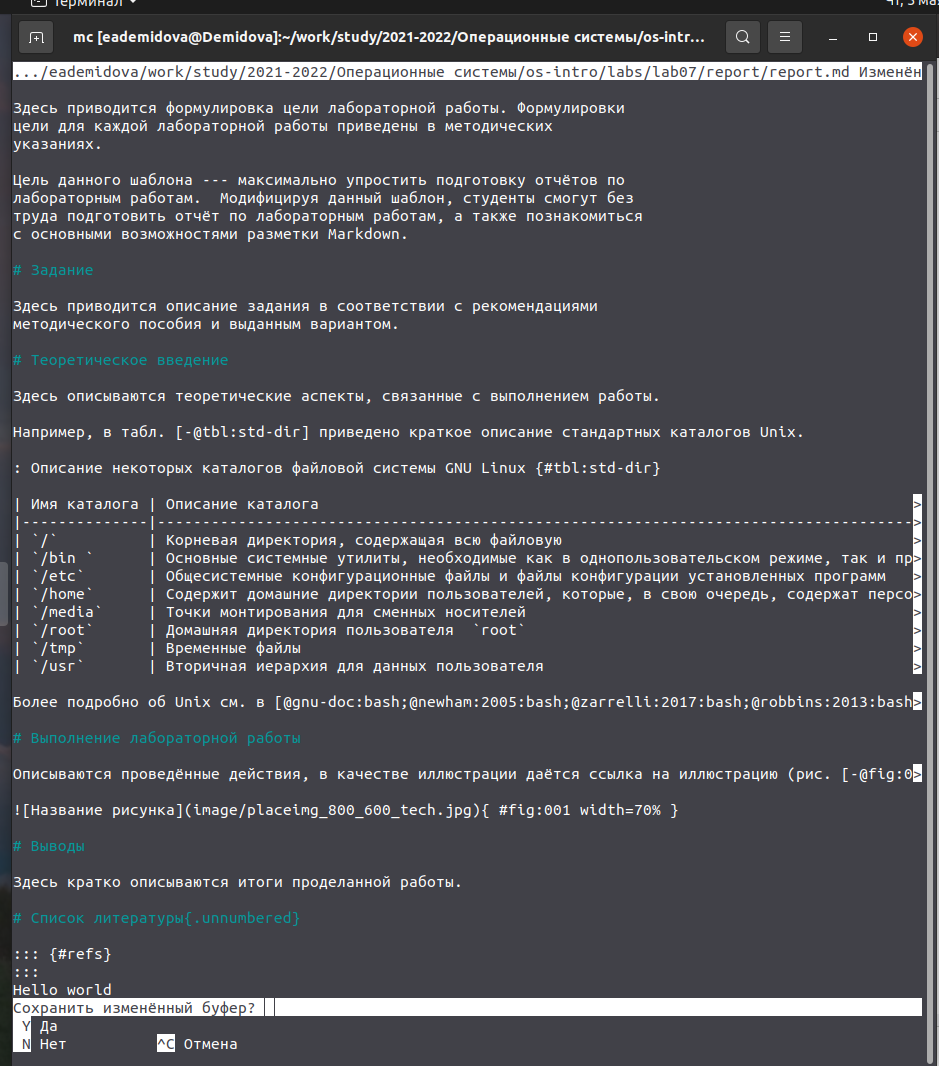 Терминал
Чт, 5 ма
mc [eademidova@Demidova]:~/work/study/2021-2022/Операционные системы/os-intr...
.../eademidova/work/study/2021-2022/Операционные системы/os-intro/labs/lab07/report/report.md Изменён
Здесь приводится формулировка цели лабораторной работы. Формулировки
цели для каждой лабораторной работы приведены в методических
указаниях.
Цель данного шаблона --- максимально упростить подготовку отчётов по
лабораторным работам.  Модифицируя данный шаблон, студенты смогут без
труда подготовить отчёт по лабораторным работам, а также познакомиться
с основными возможностями разметки Markdown.
# Задание
Здесь приводится описание задания в соответствии с рекомендациями
методического пособия и выданным вариантом.
# Теоретическое введение
Здесь описываются теоретические аспекты, связанные с выполнением работы.
Например, в табл. [-@tbl:std-dir] приведено краткое описание стандартных каталогов Unix.
: Описание некоторых каталогов файловой системы GNU Linux {#tbl:std-dir}
| Имя каталога | Описание каталога >
|--------------|------------------------------------------------------------------------------------>
| `/`          | Корневая директория, содержащая всю файловую >
| `/bin `      | Основные системные утилиты, необходимые как в однопользовательском режиме, так и пр>
| `/etc`       | Общесистемные конфигурационные файлы и файлы конфигурации установленных программ >
| `/home`      | Содержит домашние директории пользователей, которые, в свою очередь, содержат персо>
| `/media`     | Точки монтирования для сменных носителей >
| `/root`      | Домашняя директория пользователя  `root` >
| `/tmp`       | Временные файлы >
| `/usr`       | Вторичная иерархия для данных пользователя >
Более подробно об Unix см. в [@gnu-doc:bash;@newham:2005:bash;@zarrelli:2017:bash;@robbins:2013:bash>
# Выполнение лабораторной работы
Описываются проведённые действия, в качестве иллюстрации даётся ссылка на иллюстрацию (рис. [-@fig:0>
![Название рисунка](image/placeimg_800_600_tech.jpg){ #fig:001 width=70% }
# Выводы
Здесь кратко описываются итоги проделанной работы.
# Список литературы{.unnumbered}
::: {#refs}
:::
Hello world
Сохранить изменённый буфер?
Y Да
N Нет ^C Отмена